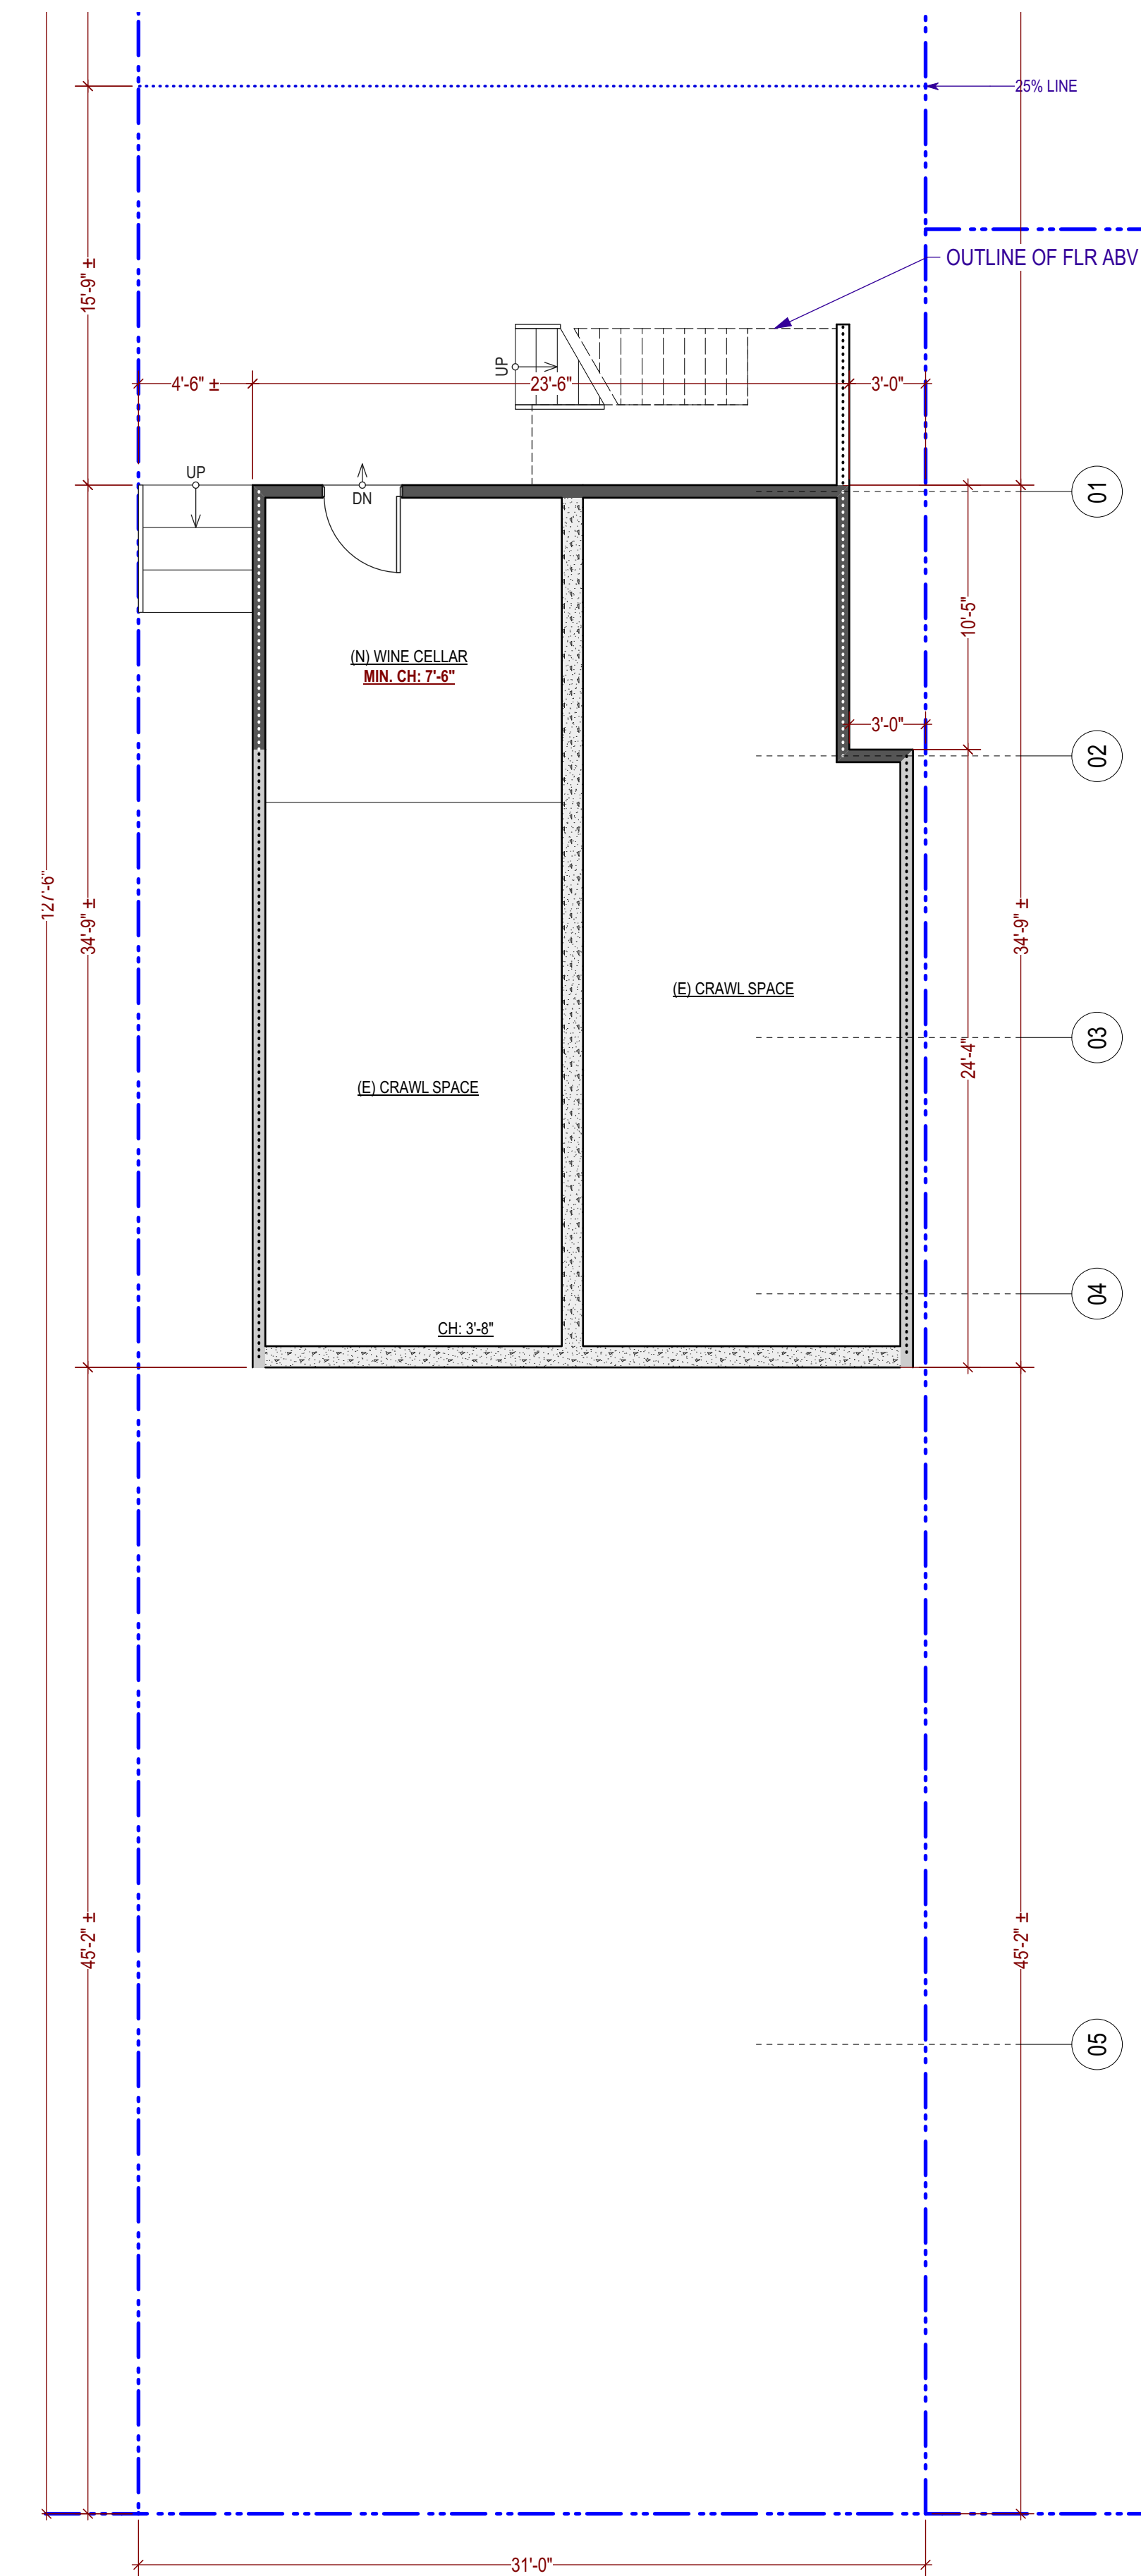 25% LINE
OUTLINE OF FLR ABV
15'-9" ±
UP
4'-6" ±
23'-6"
3'-0"
UP
DN
01
10'-5"
(N) WINE CELLAR
MIN. CH: 7'-6"
3'-0"
02
127'-6"
34'-9" ±
34'-9" ±
(E) CRAWL SPACE
03
24'-4"
(E) CRAWL SPACE
04
CH: 3'-8"
45'-2" ±
45'-2" ±
05
31'-0"